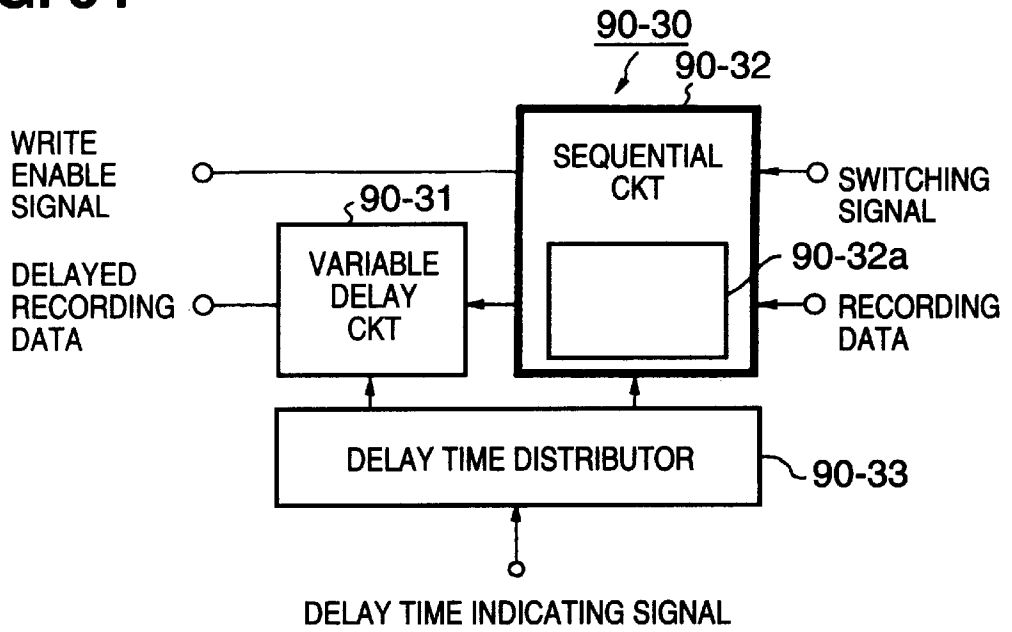 90-30
90-32
WRITE
ENABLE
SIGNAL
SEQUENTIAL
CKT
SWITCHING
SIGNAL
90-31
VARIABLE
DELAY
CKT
90-32a
DELAYED
RECORDING
DATA
RECORDING
DATA
DELAY TIME DISTRIBUTOR
90-33
DELAY TIME INDICATING SIGNAL